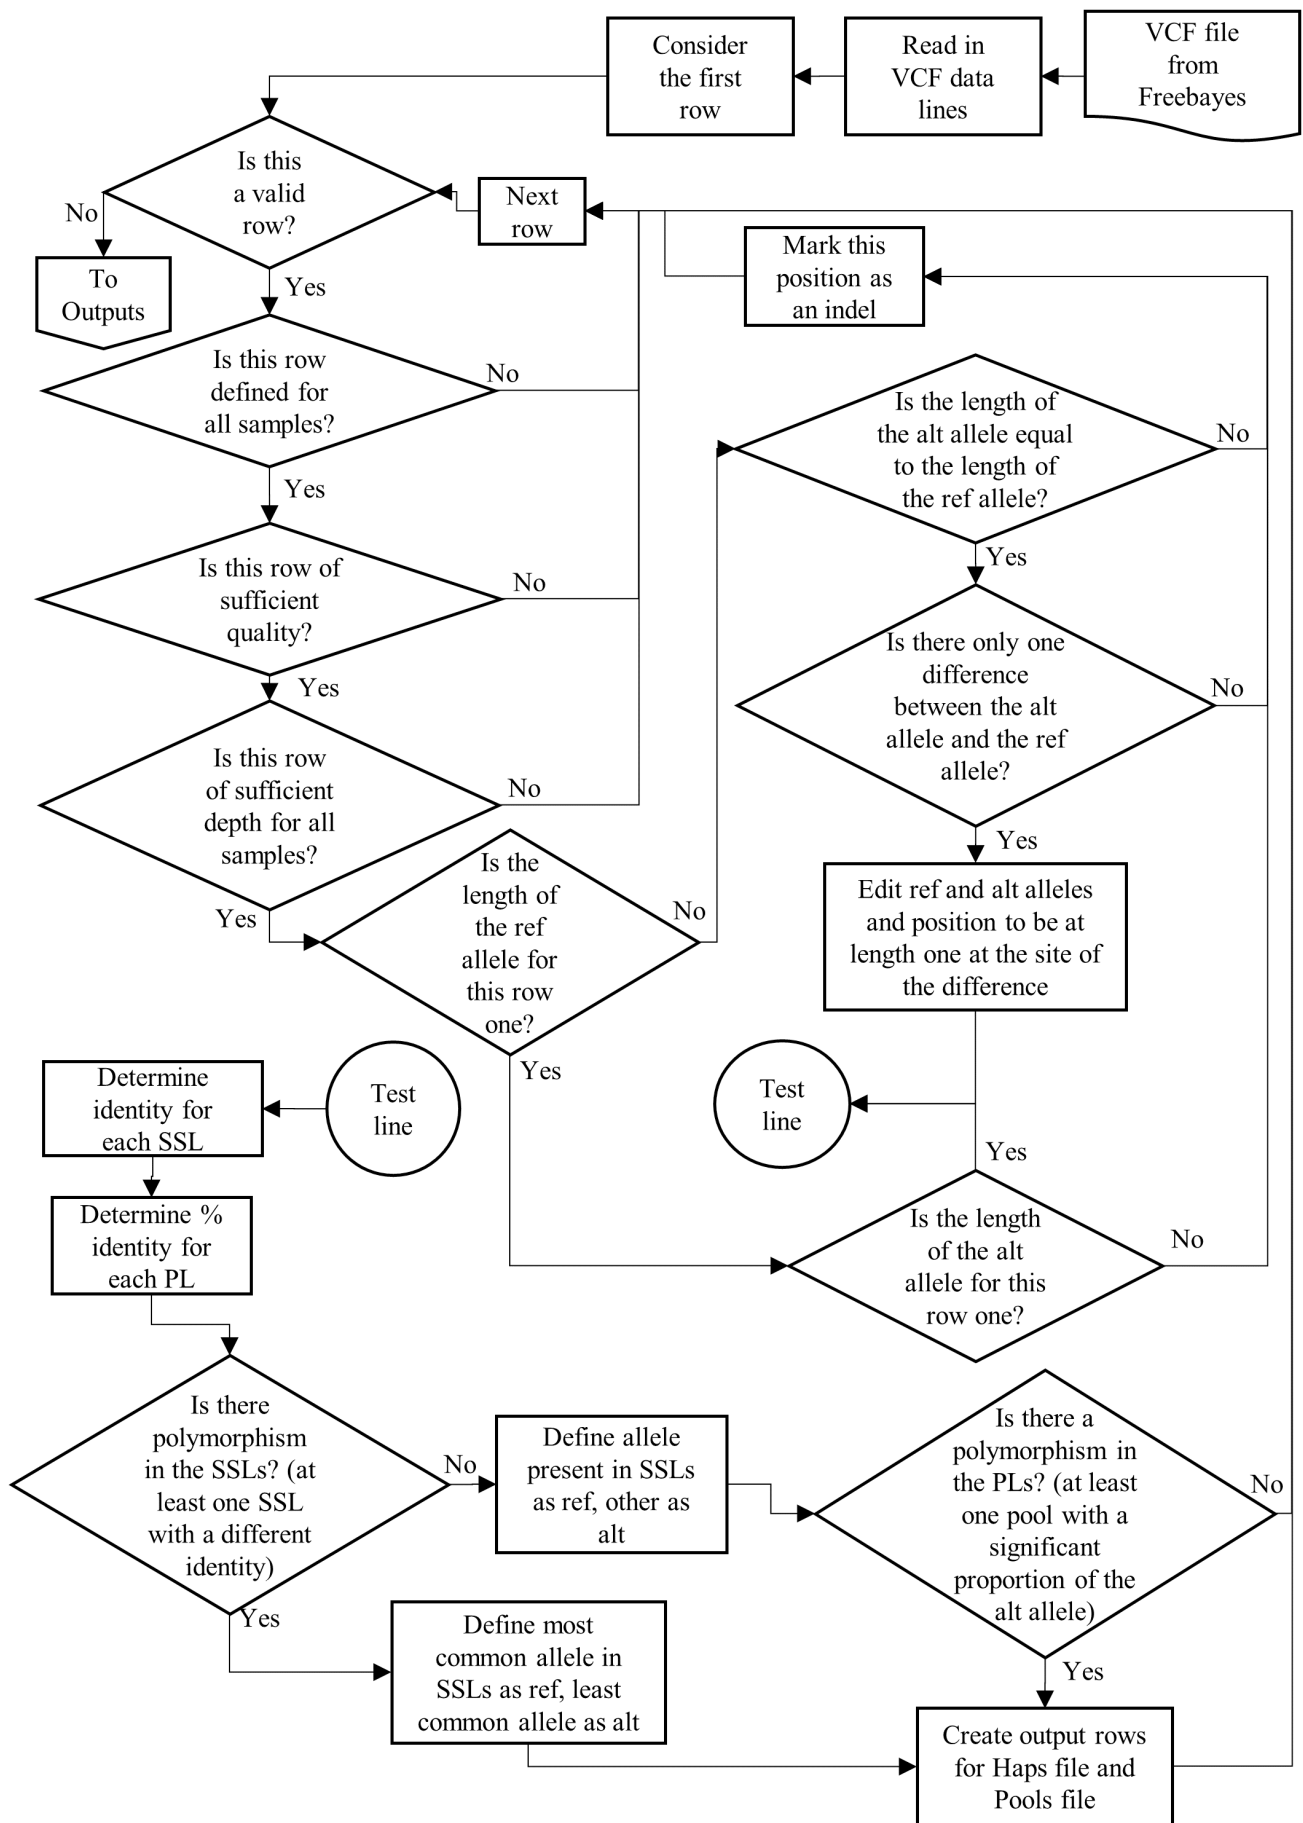 VCF file
from
Freebayes
Read in
VCF data
lines
Consider
the first
row
Is this
a valid
row?
No
To
Outputs
Yes
Next
row
Mark this
position as
an indel
Is this row
defined for
all samples?
No
Yes
Is this row of
sufficient
quality?
No
Yes
Is this row
of sufficient
depth for all
samples?
No
Yes
Is the
length of
the ref
allele for
this row
one?
No
Yes
Is the length of
the alt allele equal
to the length of
the ref allele?
No
Yes
Is there only one
difference
between the alt
allele and the ref
allele?
No
Yes
Edit ref and alt alleles
and position to be at
length one at the site of
the difference
Test
line
Yes
Is the length
of the alt
allele for this
row one?
No
Test
line
Determine
identity for
each SSL
Determine %
identity for
each PL
Is there
polymorphism
in the SSLs? (at
least one SSL
with a different
identity)
No
Yes
Define allele
present in SSLs
as ref, other as
alt
Is there a
polymorphism in
the PLs? (at least
one pool with a
significant
proportion of the
alt allele)
No
Yes
Define most
common allele in
SSLs as ref, least
common allele as alt
Create output rows
for Haps file and
Pools file